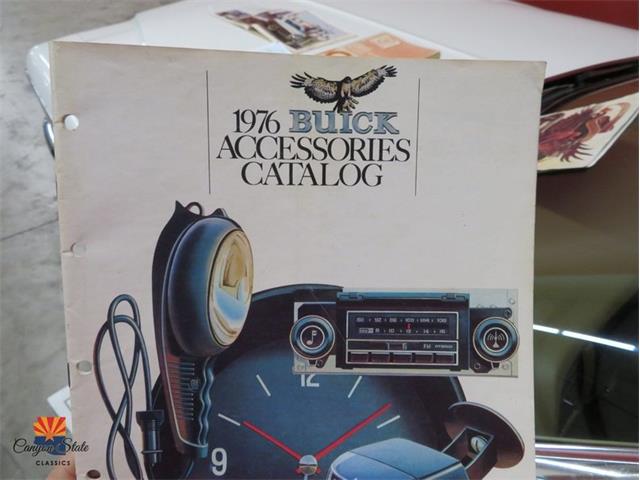 1976 BUICK
ACCESSORIES
CATALOG
12
9
FM
Canyon State
CLASSICS